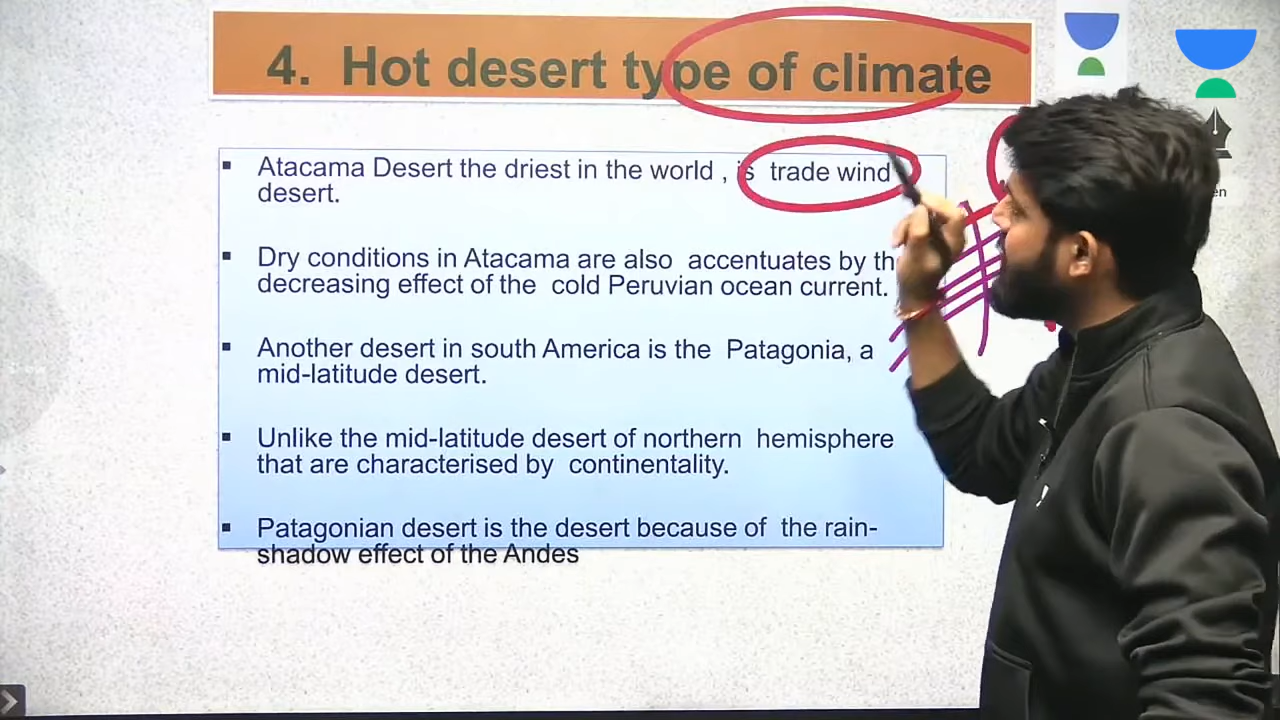 4. Hot desert type of climate
▪ Atacama Desert the driest in the world , is trade wind
desert.
▪ Dry conditions in Atacama are also accentuates by th
decreasing effect of the cold Peruvian ocean current.
▪ Another desert in south America is the Patagonia, a
mid-latitude desert.
▪ Unlike the mid-latitude desert of northern hemisphere
that are characterised by continentality.
▪ Patagonian desert is the desert because of the rain-
shadow effect of the Andes